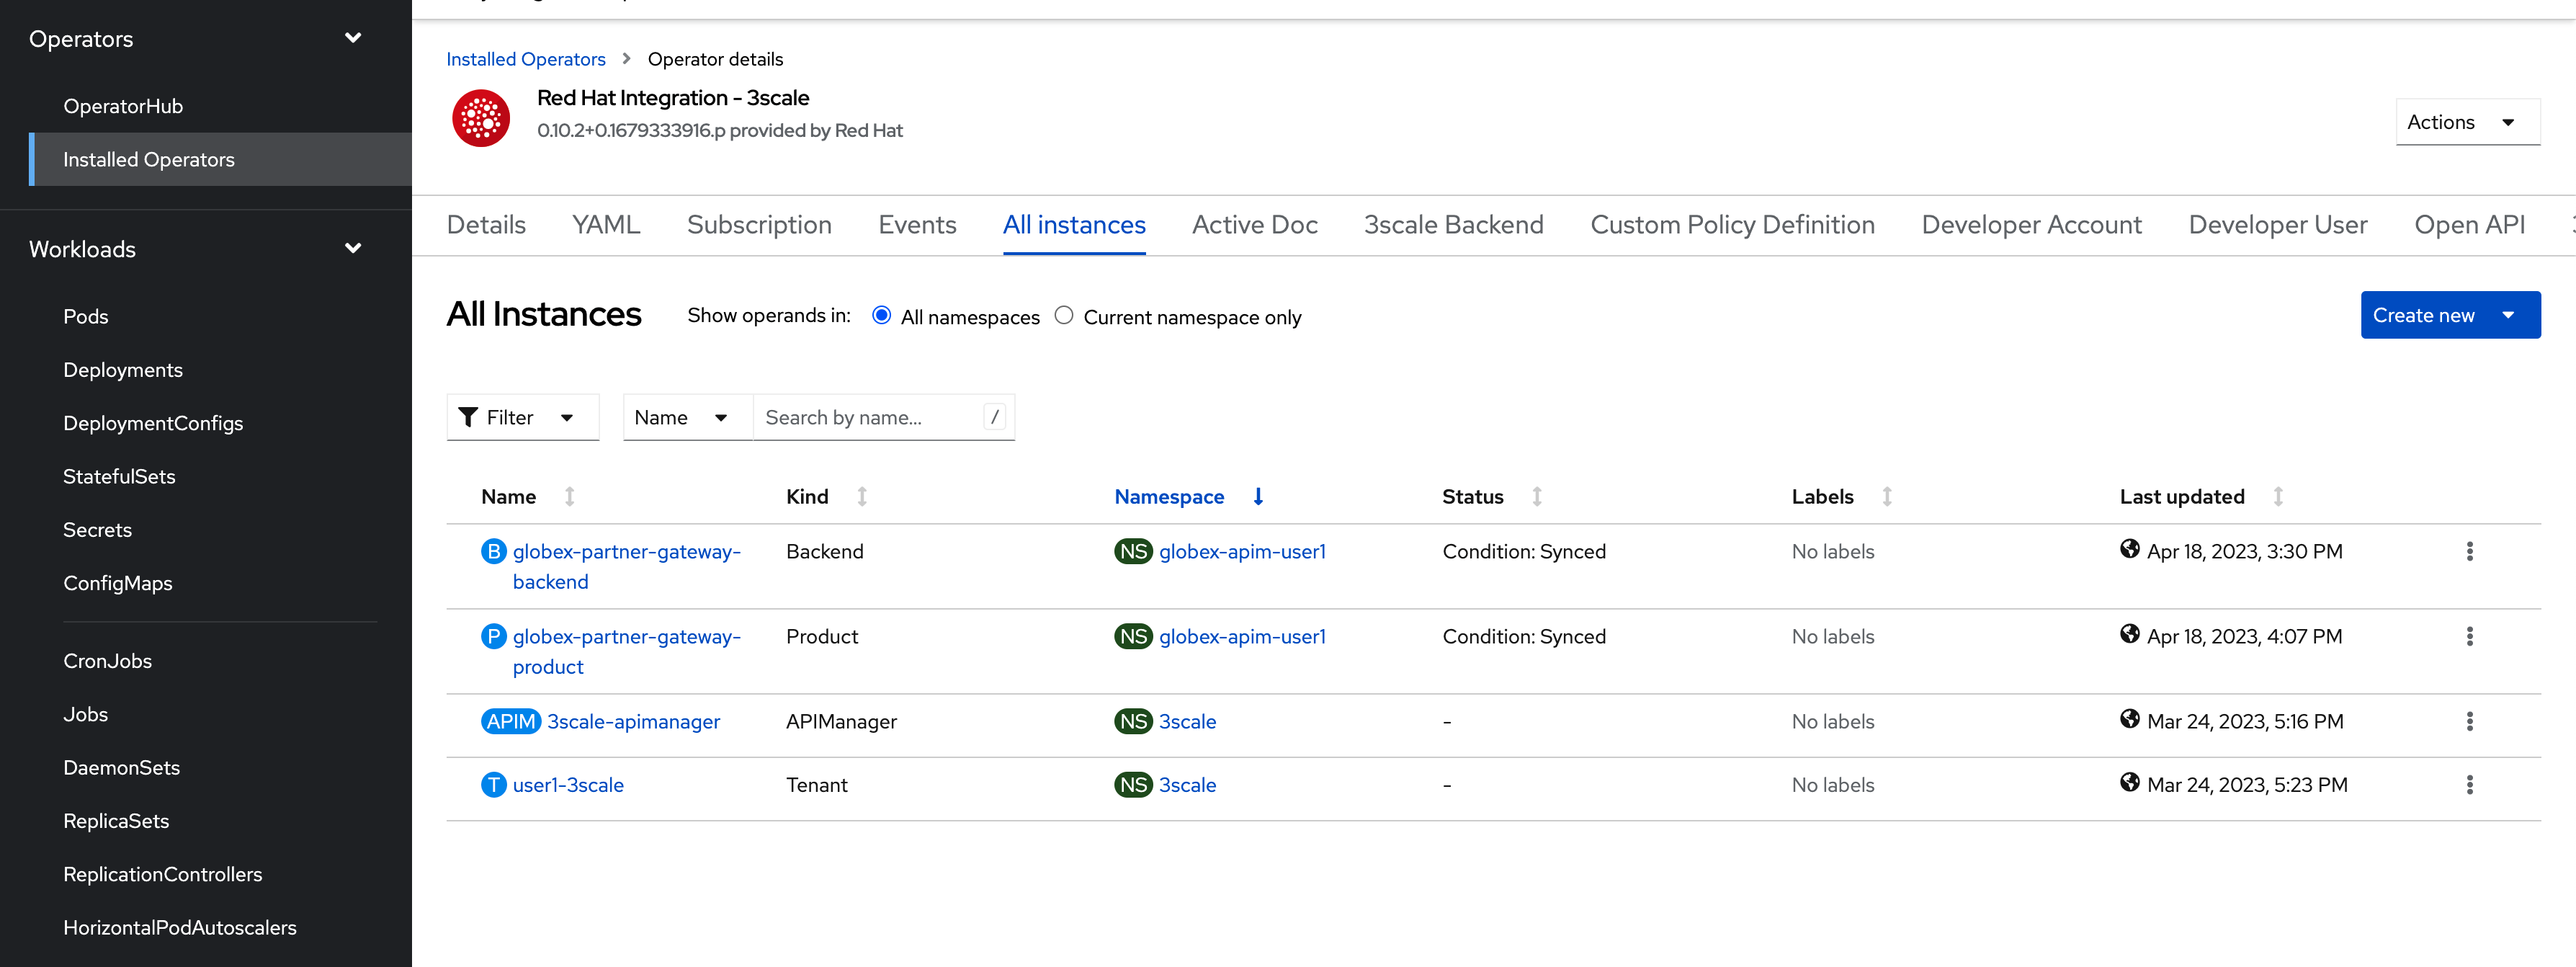 Operators
OperatorHub
Installed Operators
Workloads
Pods
Deployments
DeploymentConfigs
StatefulSets
Secrets
ConfigMaps
CronJobs
Jobs
DaemonSets
ReplicaSets
ReplicationControllers
HorizontalPodAutoscalers
Installed Operators > Operator details
Red Hat Integration - 3scale
0.10.2+0.1679333916.p provided by Red Hat
Actions
Details YAML Subscription Events All instances Active Doc 3scale Backend Custom Policy Definition Developer Account Developer User Open API
All Instances Show operands in: All namespaces Current namespace only Create new
Filter Name Search by name... /
Name Kind Namespace Status Labels Last updated
B globex-partner-gateway- Backend NS globex-apim-user1 Condition: Synced No labels Apr 18, 2023, 3:30 PM
backend
P globex-partner-gateway- Product NS globex-apim-user1 Condition: Synced No labels Apr 18, 2023, 4:07 PM
product
APIM 3scale-apimanager APIManager NS 3scale - No labels Mar 24, 2023, 5:16 PM
T user1-3scale Tenant NS 3scale - No labels Mar 24, 2023, 5:23 PM